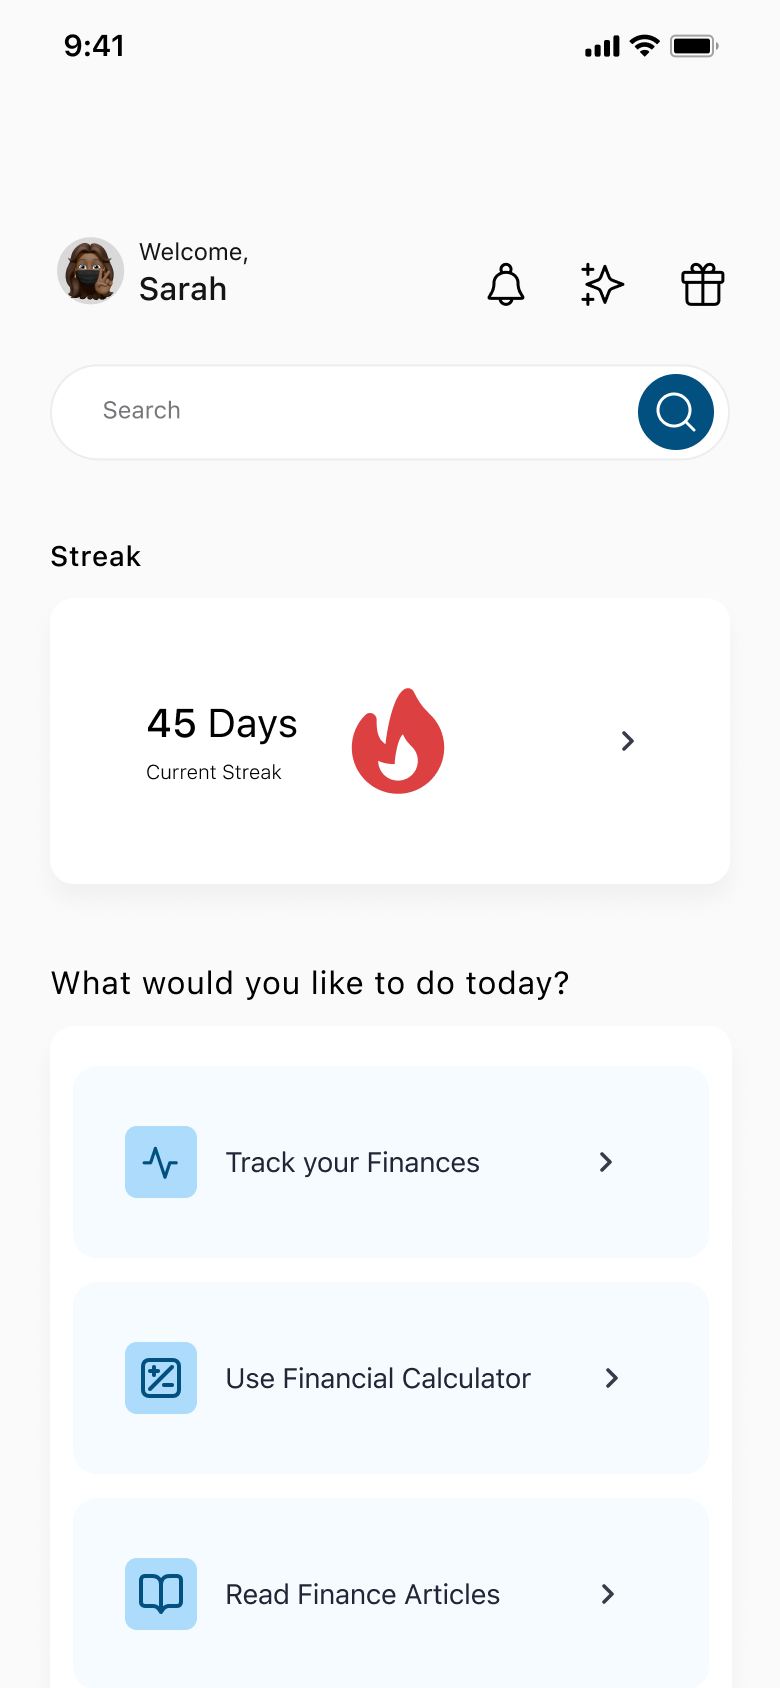 9:41
Welcome,
Sarah
Search
Streak
45 Days
Current Streak
What would you like to do today?
Track your Finances
Use Financial Calculator
Read Finance Articles